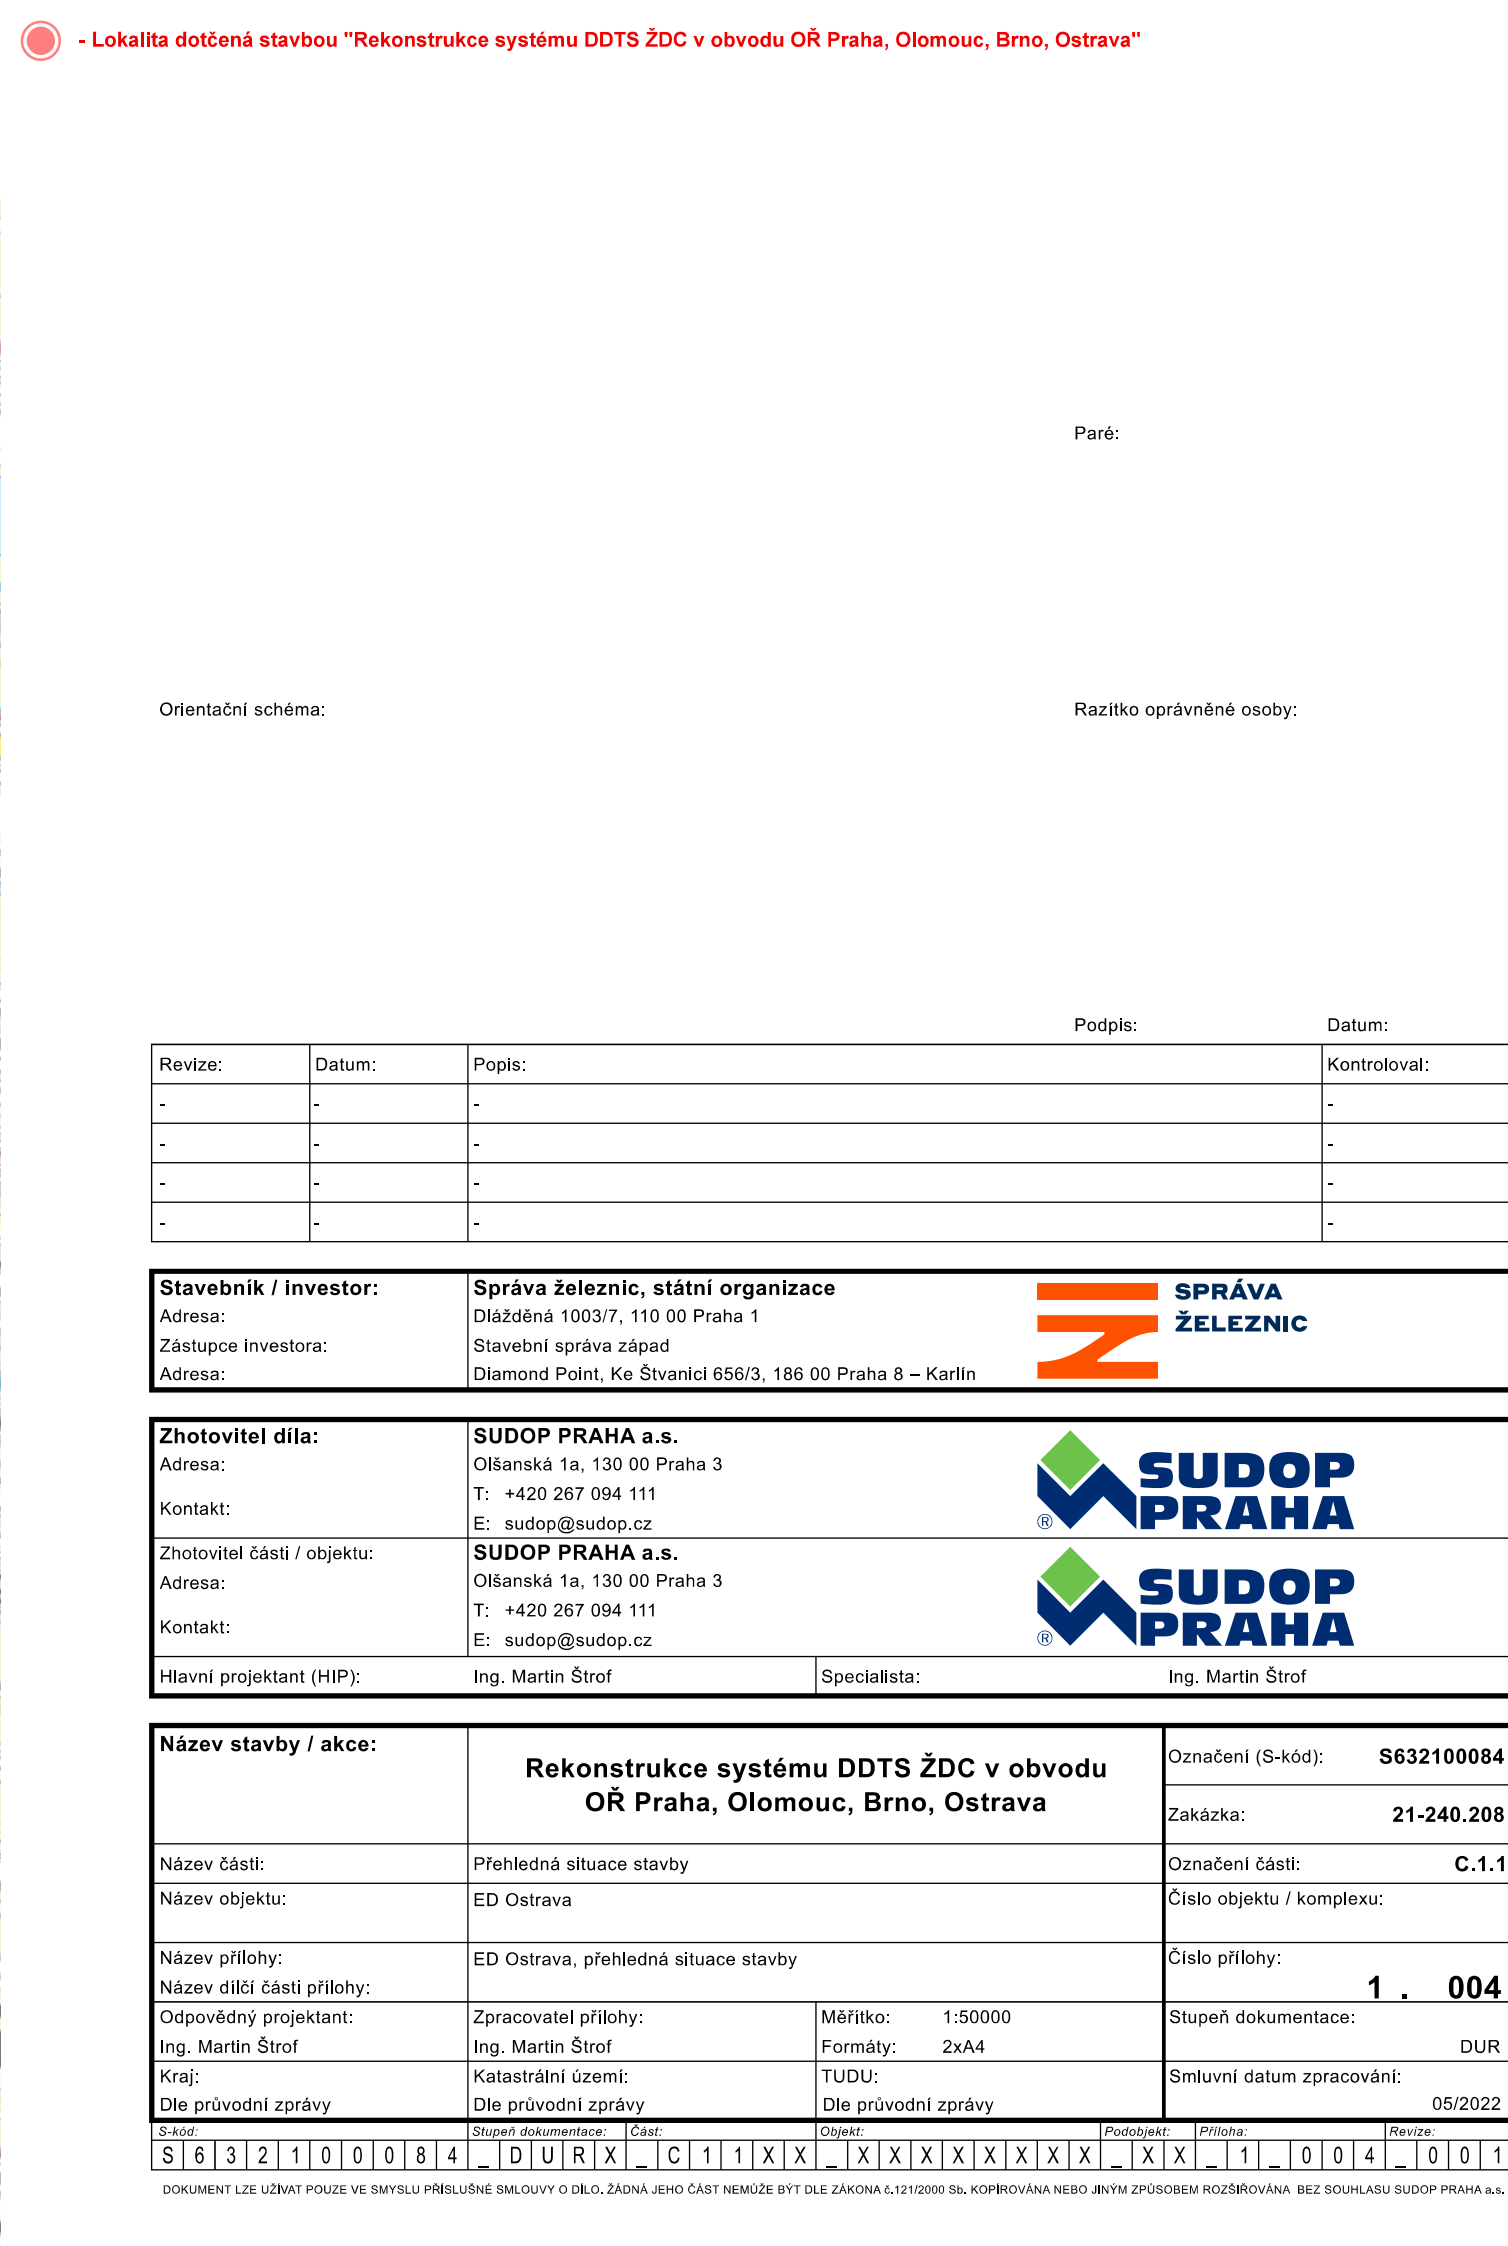 - Lokalita dotčená stavbou "Rekonstrukce systému DDTS ŽDC v obvodu OŘ Praha, Olomouc, Brno, Ostrava"
Paré:
Orientační schéma:
Razítko oprávněné osoby:
Podpis:
Datum:
Revize: Datum: Popis: Kontroloval:
- - - -
- - - -
- - - -
- - - -
Stavebník / investor: Správa železnic, státní organizace
Adresa: Dlážděná 1003/7, 110 00 Praha 1
Zástupce investora: Stavební správa západ
Adresa: Diamond Point, Ke Štvanici 656/3, 186 00 Praha 8 – Karlín
SPRÁVA
ŽELEZNIC
Zhotovitel díla: SUDOP PRAHA a.s.
Adresa: Olšanská 1a, 130 00 Praha 3
Kontakt: T: +420 267 094 111
E: sudop@sudop.cz
SUDOP
PRAHA
®
Zhotovitel části / objektu: SUDOP PRAHA a.s.
Adresa: Olšanská 1a, 130 00 Praha 3
Kontakt: T: +420 267 094 111
E: sudop@sudop.cz
SUDOP
PRAHA
®
Hlavní projektant (HIP): Ing. Martin Štrof Specialista: Ing. Martin Štrof
Název stavby / akce:
Rekonstrukce systému DDTS ŽDC v obvodu
OŘ Praha, Olomouc, Brno, Ostrava
Označení (S-kód): S632100084
Zakázka: 21-240.208
Název části: Přehledná situace stavby Označení části: C.1.1
Název objektu: ED Ostrava Číslo objektu / komplexu:
Název přílohy: ED Ostrava, přehledná situace stavby Číslo přílohy:
Název dílčí části přílohy: 1 . 004
Odpovědný projektant: Zpracovatel přílohy: Měřítko: 1:50000 Stupeň dokumentace:
Ing. Martin Štrof Ing. Martin Štrof Formáty: 2xA4 DUR
Kraj: Katastrální území: TUDU: Smluvní datum zpracování:
Dle průvodní zprávy Dle průvodní zprávy Dle průvodní zprávy 05/2022
S-kód: Stupeň dokumentace: Část: Objekt: Podobjekt: Příloha: Revize:
S 6 3 2 1 0 0 0 8 4 _ D U R X _ C 1 1 X X _ X X X X X X X X _ X X _ 1 _ 0 0 4 _ 0 0 1
DOKUMENT LZE UŽÍVAT POUZE VE SMYSLU PŘÍSLUŠNÉ SMLOUVY O DÍLO. ŽÁDNÁ JEHO ČÁST NEMŮŽE BÝT DLE ZÁKONA č.121/2000 Sb. KOPÍROVÁNA NEBO JINÝM ZPŮSOBEM ROZŠIŘOVÁNA BEZ SOUHLASU SUDOP PRAHA a.s.